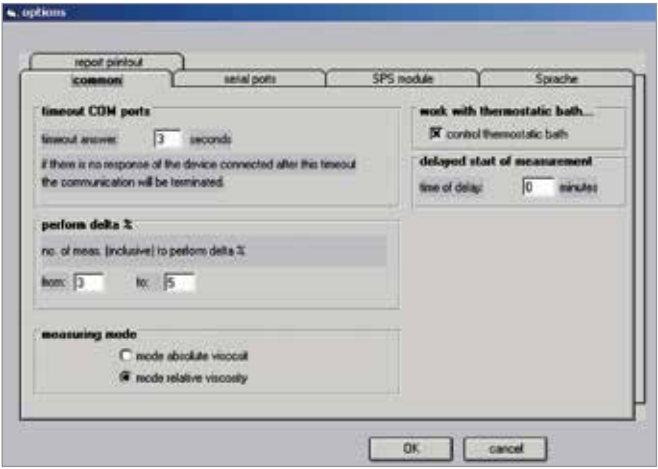 options
report printout
common
serial ports
SPS module
Sprache
timeout COM ports
timeout answer: 3 seconds
if there is no response of the device connected after this timeout
the communication will be terminated.
work with thermostatic bath...
control thermostatic bath
delayed start of measurement
time of delay: 0 minutes
perform delta %
no. of meas. (inclusive) to perform delta %
from: 3 to: 5
measuring mode
mode absolute viscosit
mode relative viscosity
OK
cancel